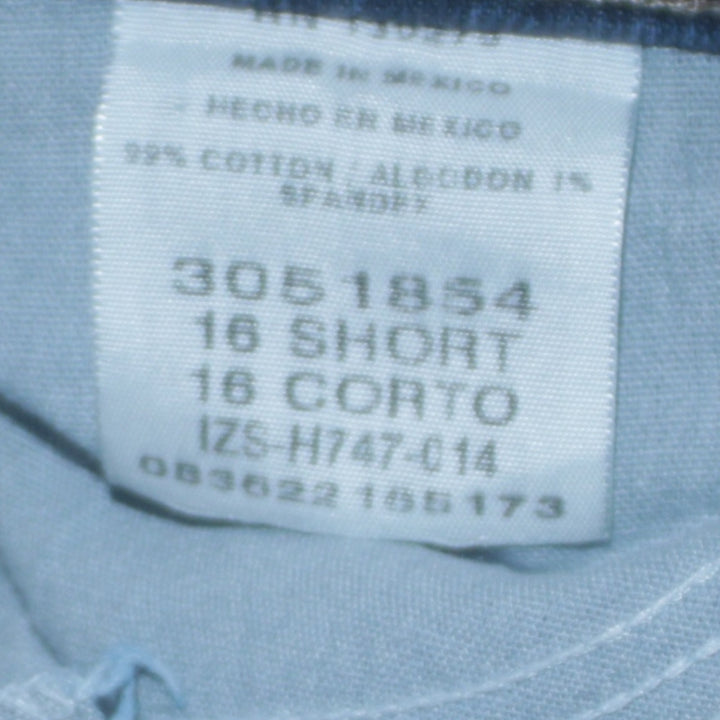 MADE IN MEXICO
HECHO EN MEXICO
99% COTTON / ALGODON 1%
SPANDEX
3051854
16 SHORT
16 CORTO
IZS-H747-014
083622165173